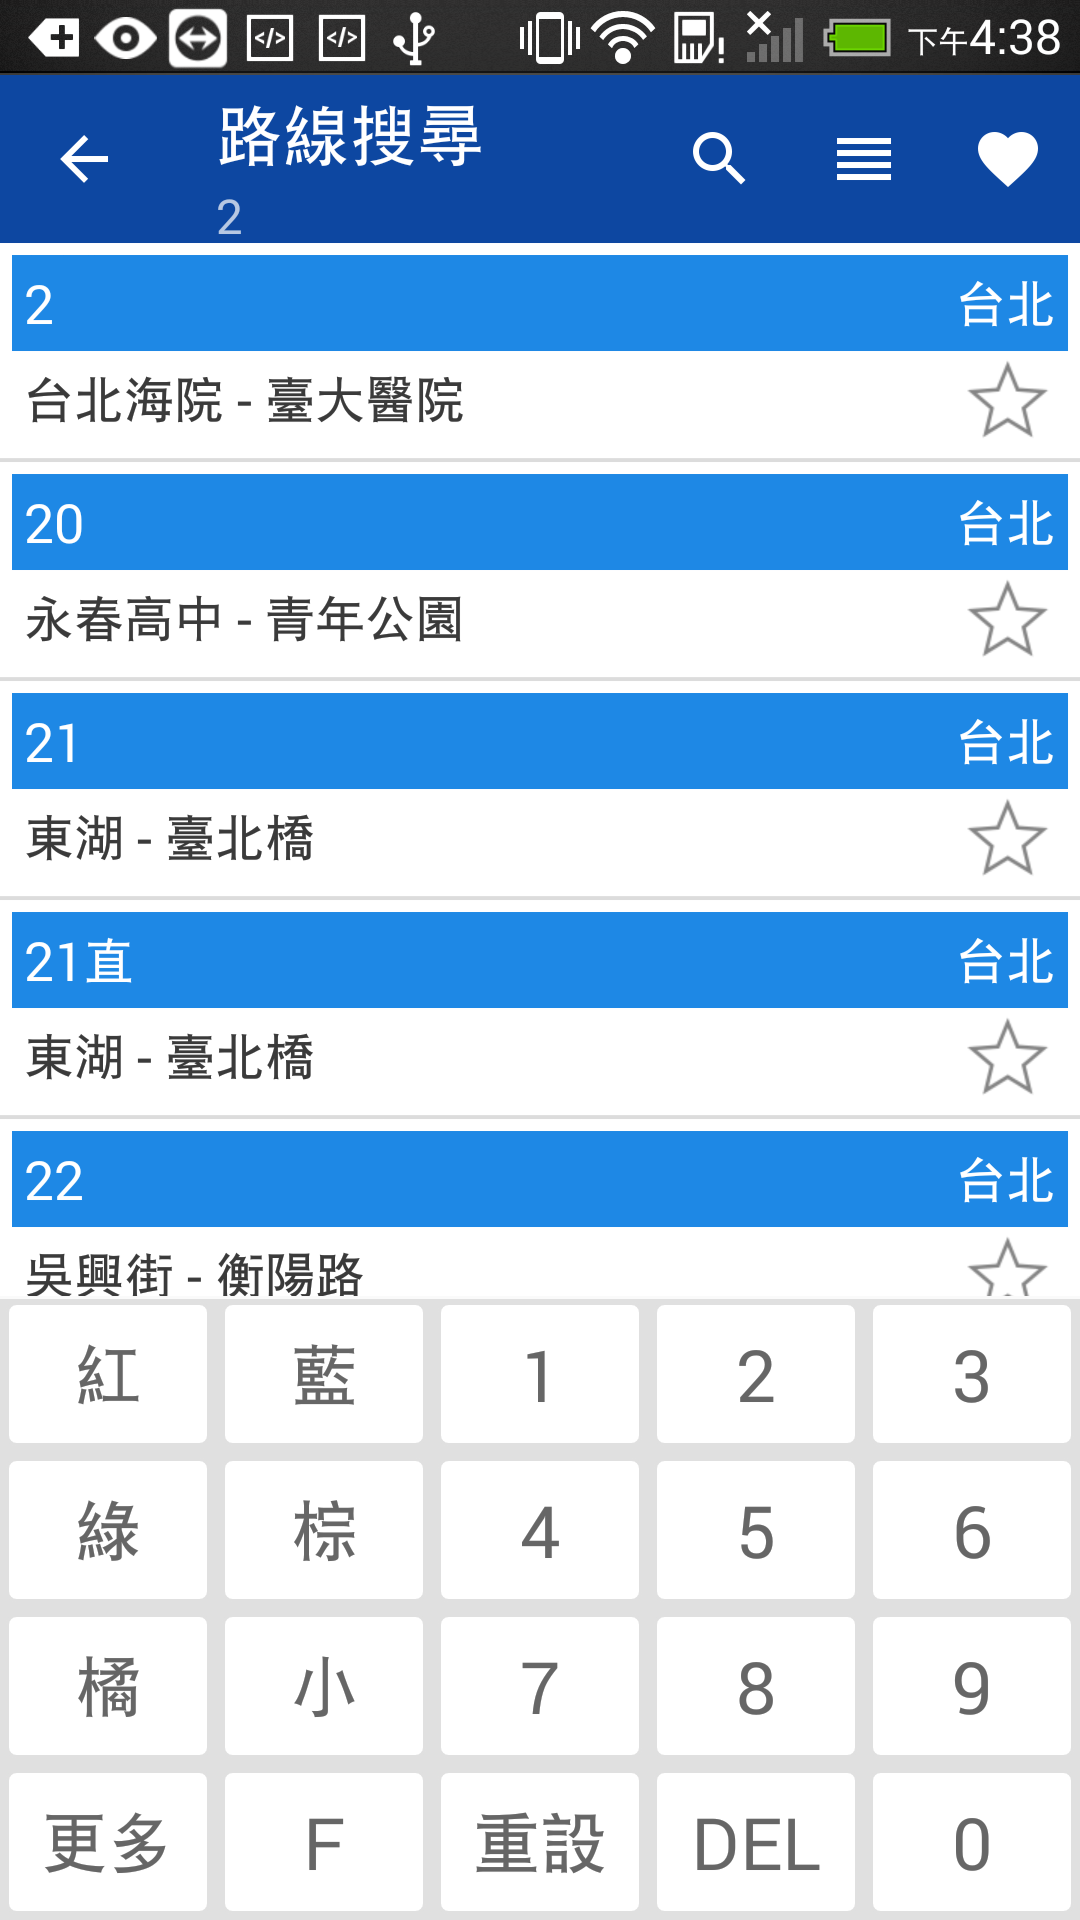 下午4:38
路線搜尋
2
2 台北
台北海院 - 臺大醫院
20 台北
永春高中 - 青年公園
21 台北
東湖 - 臺北橋
21直 台北
東湖 - 臺北橋
22 台北
吳興街 - 衡陽路
紅 藍 1 2 3
綠 棕 4 5 6
橘 小 7 8 9
更多 F 重設 DEL 0